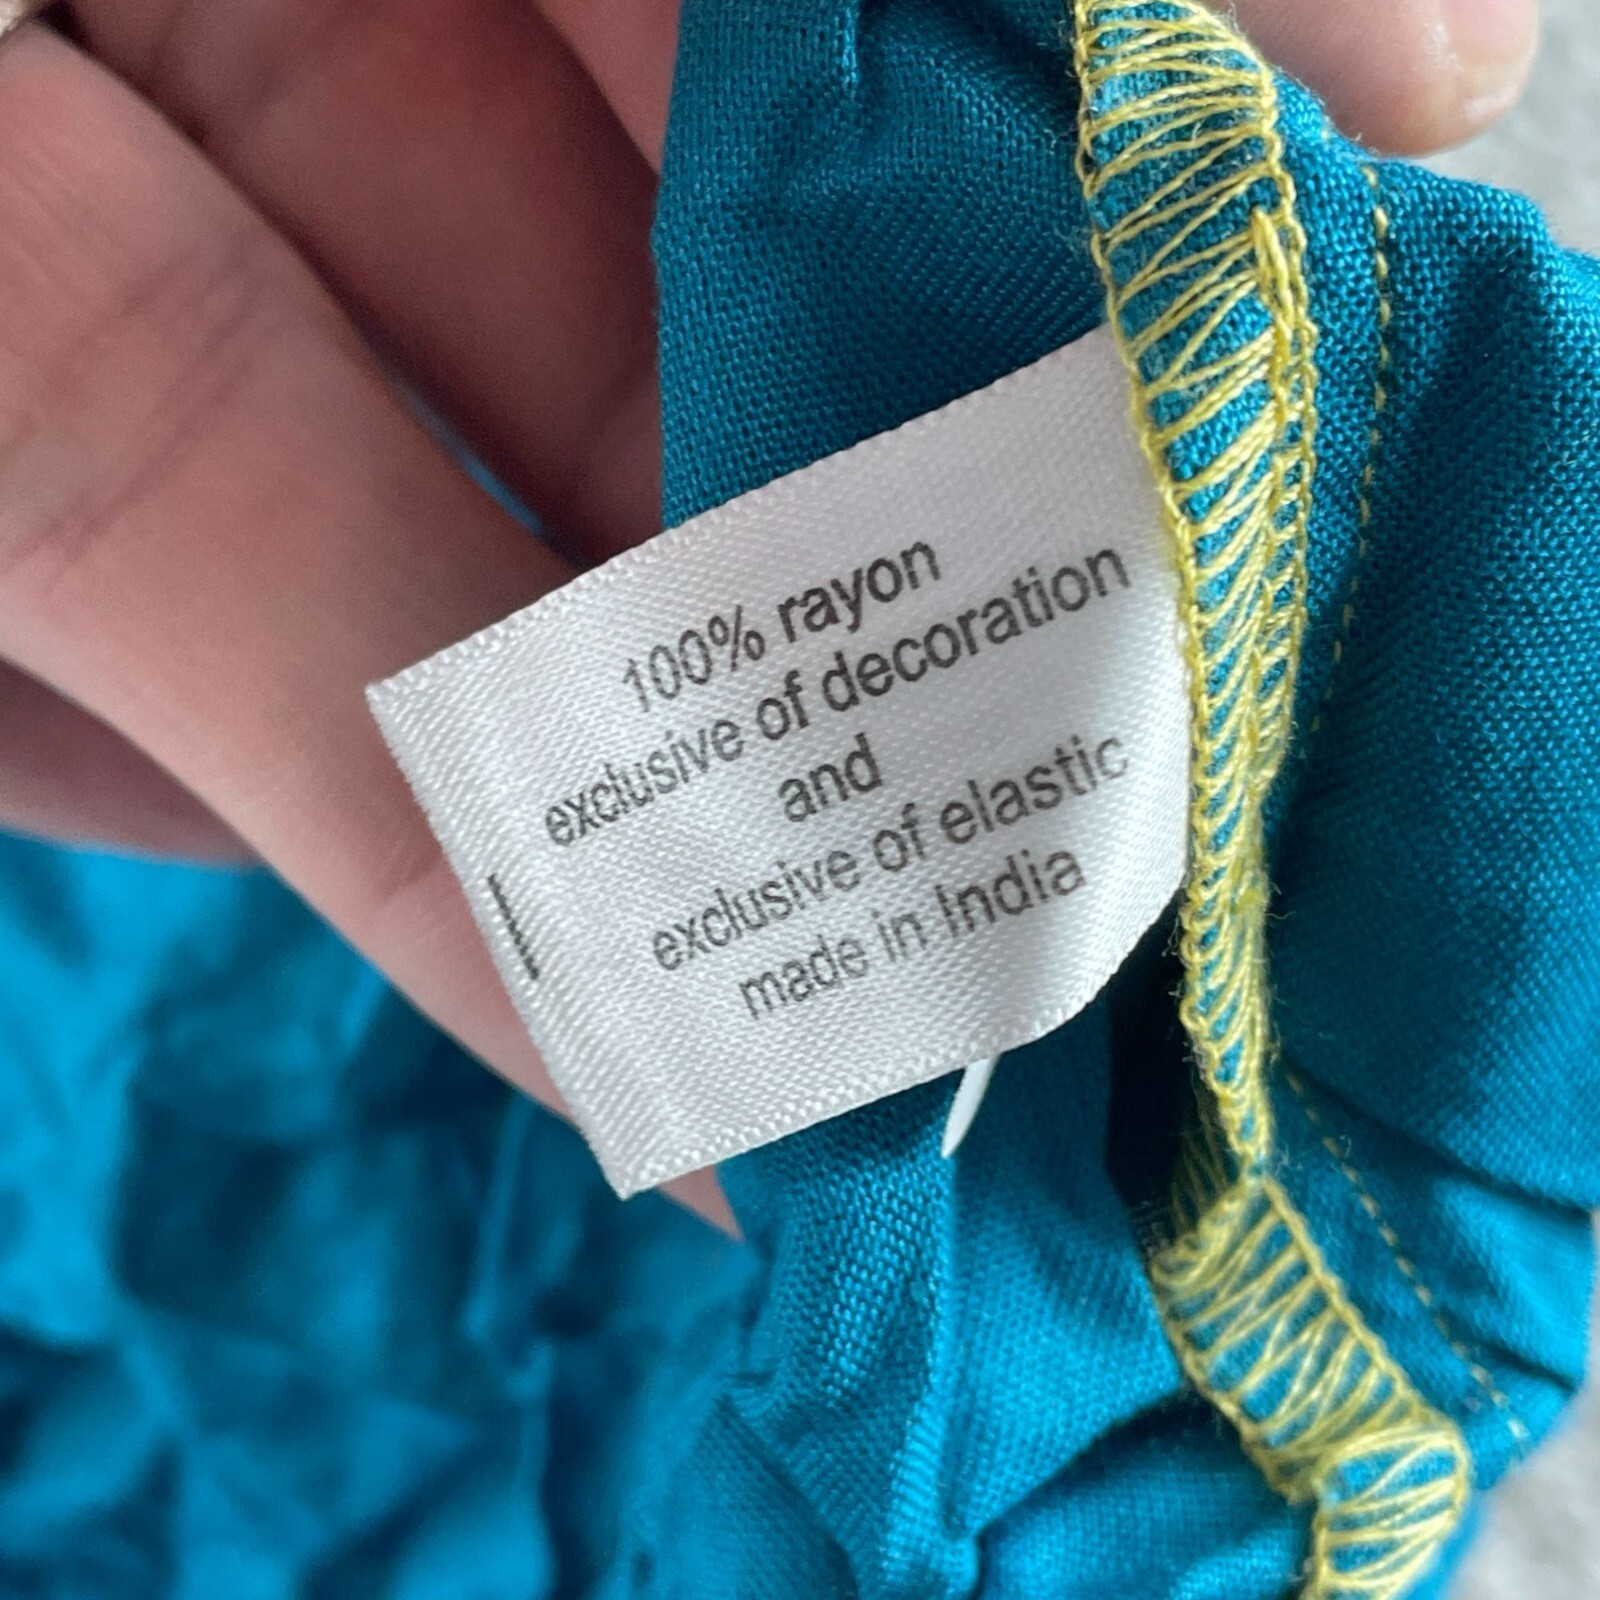 100% rayon
exclusive of decoration
and
exclusive of elastic
made in India